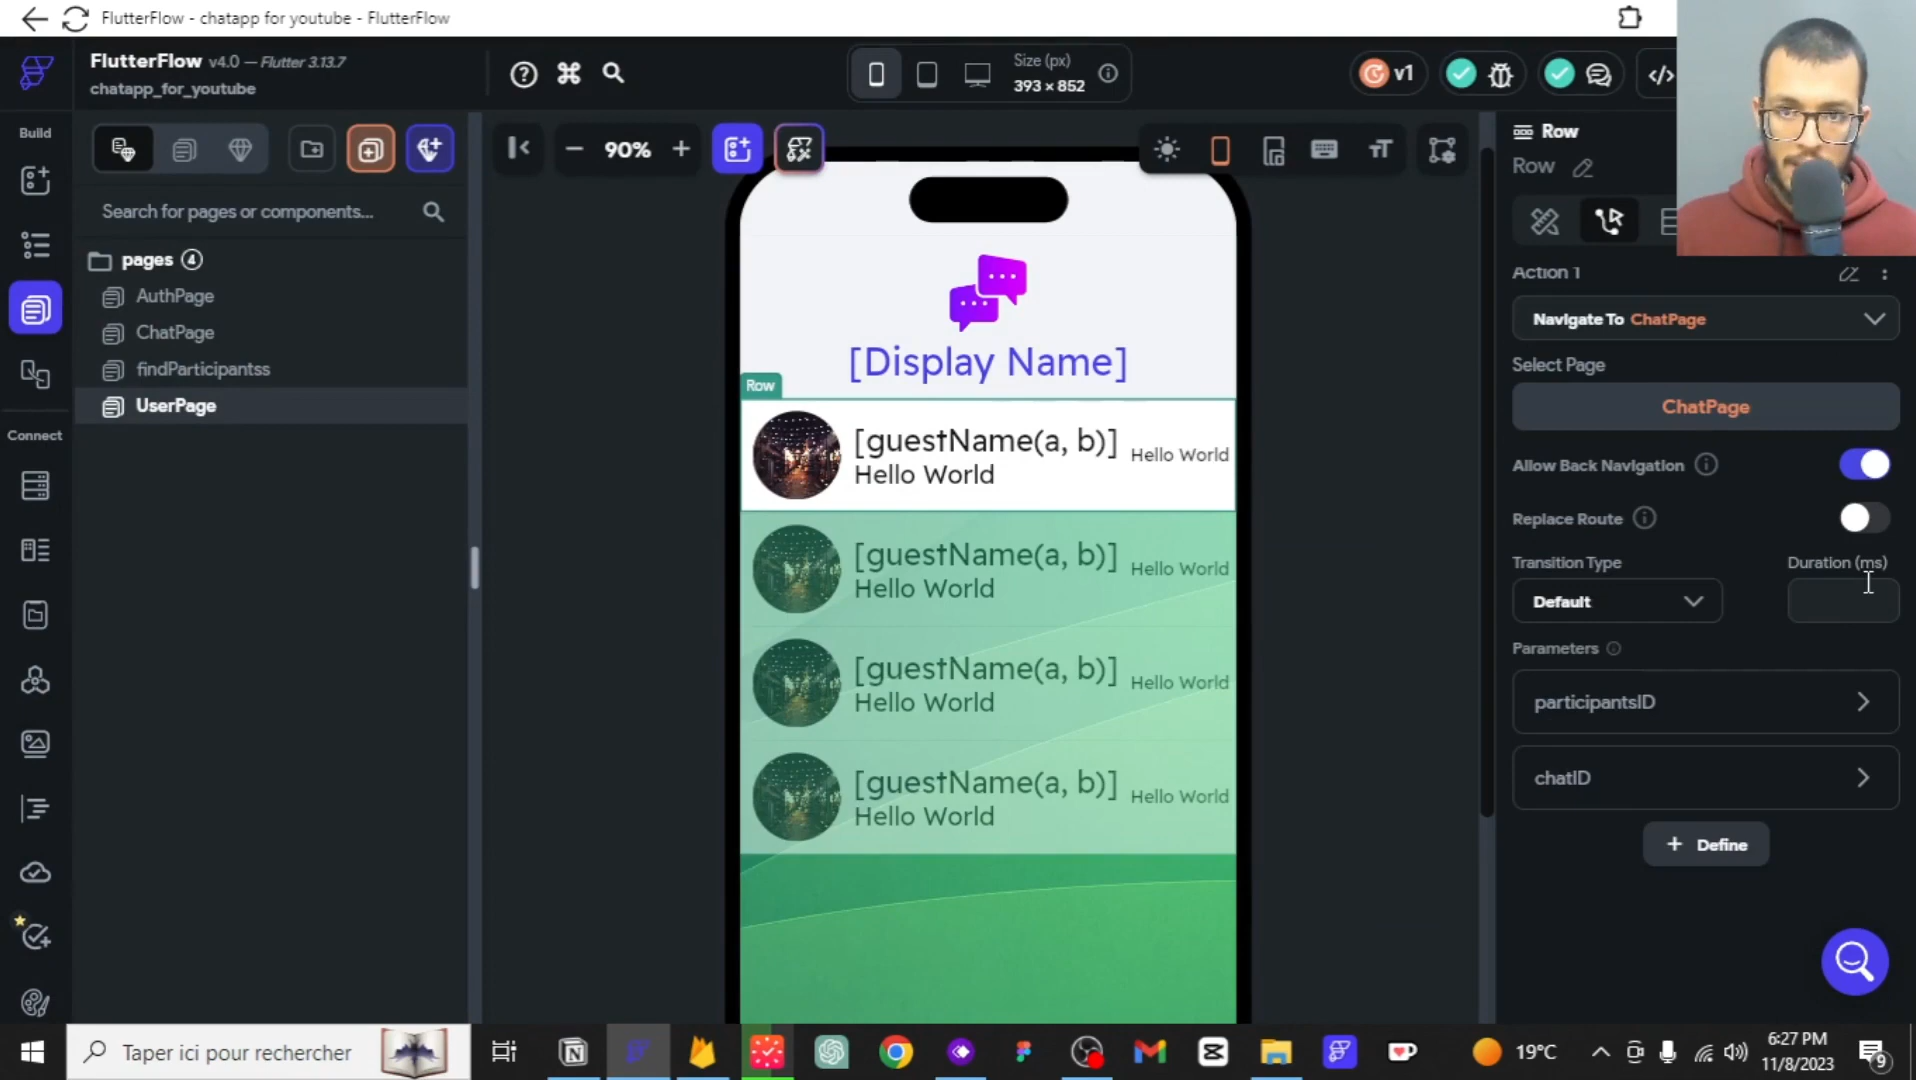 FlutterFlow - chatapp for youtube - FlutterFlow
FlutterFlow v4.0 — Flutter 3.13.7
chatapp_for_youtube
Size (px)
393 × 852
v1
Build
Connect
Search for pages or components...
pages 4
AuthPage
ChatPage
findParticipantss
UserPage
90%
[Display Name]
Row
[guestName(a, b)]
Hello World
Hello World
[guestName(a, b)]
Hello World
Hello World
[guestName(a, b)]
Hello World
Hello World
[guestName(a, b)]
Hello World
Hello World
Row
Row
Action 1
Navigate To ChatPage
Select Page
ChatPage
Allow Back Navigation
Replace Route
Transition Type
Duration (ms)
Default
Parameters
participantsID
chatID
+ Define
Taper ici pour rechercher
19°C
6:27 PM
11/8/2023
9